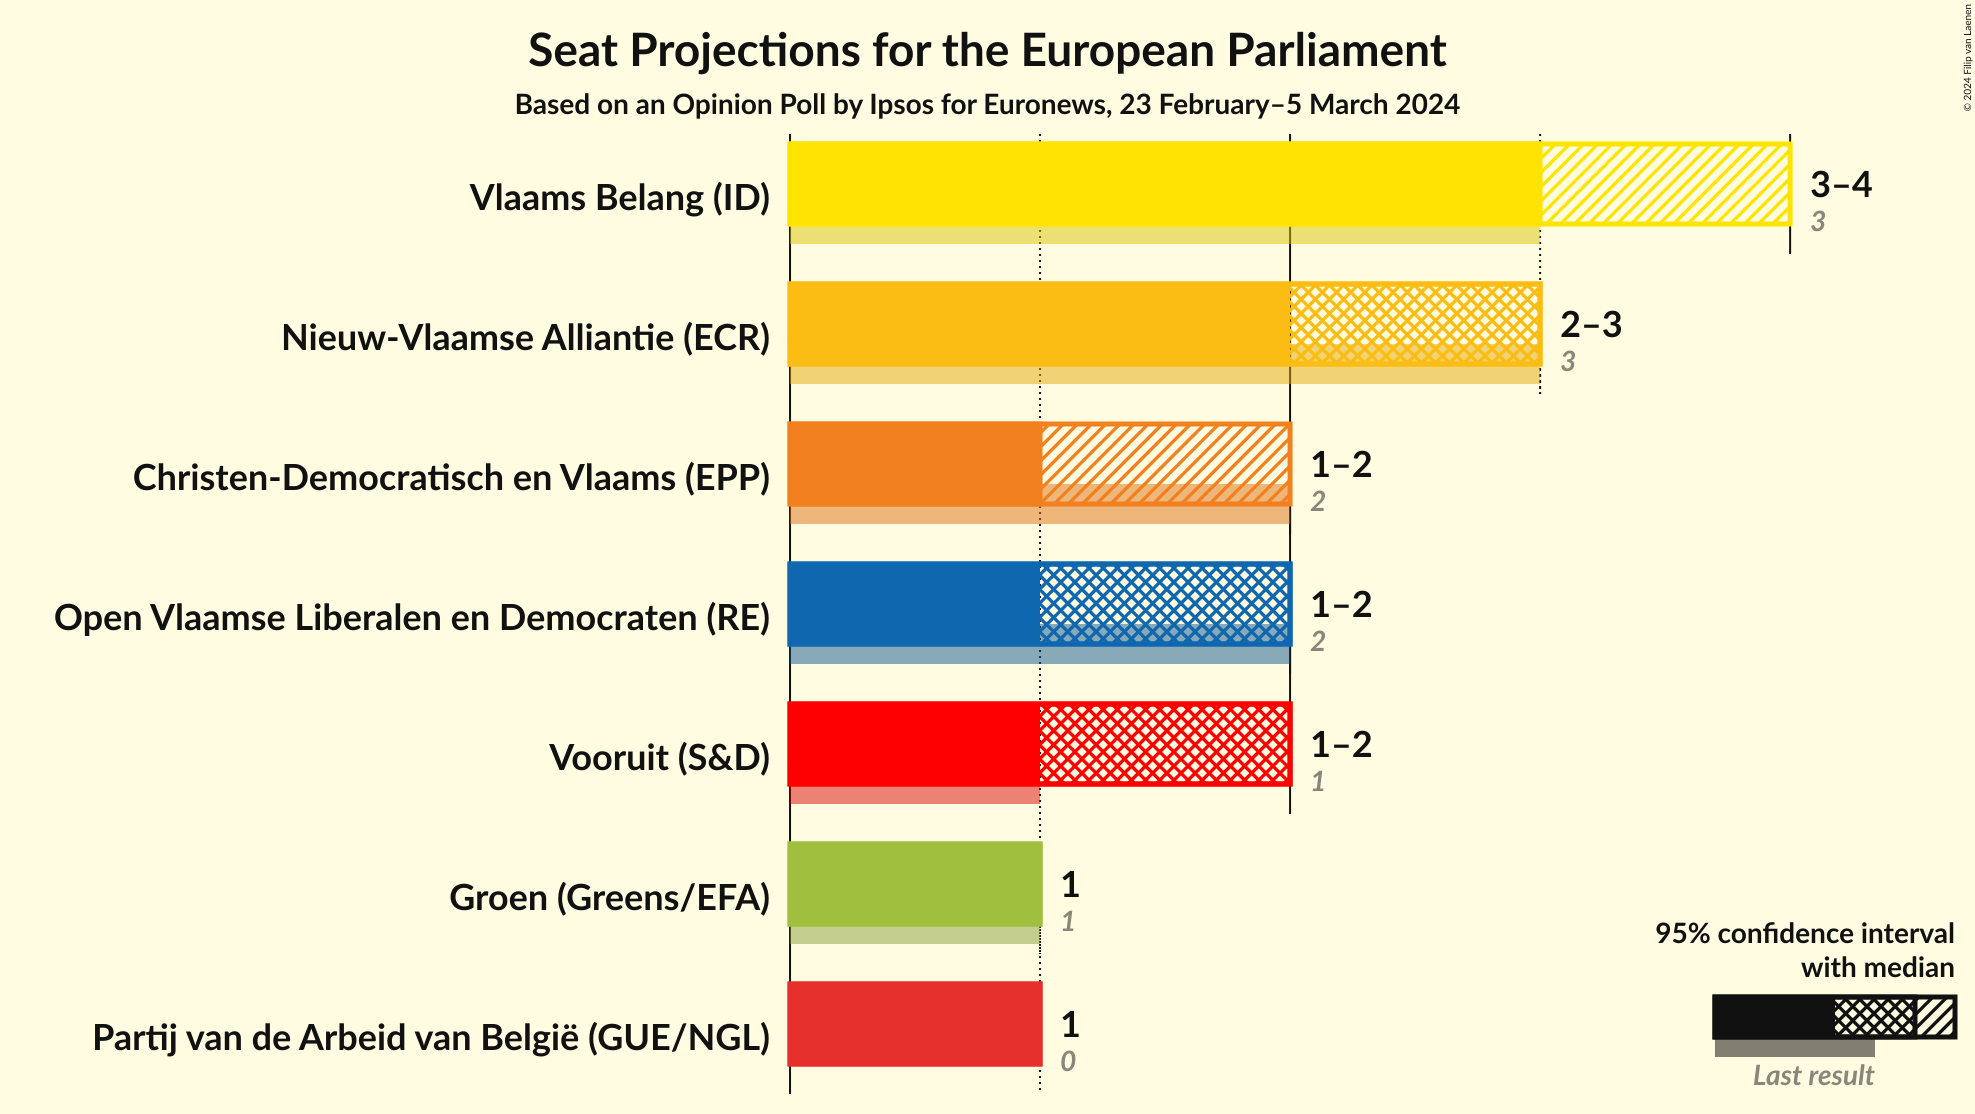 Seat Projections for the European Parliament
Based on an Opinion Poll by Ipsos for Euronews, 23 February–5 March 2024
© 2024 Filip van Laenen
Vlaams Belang (ID)
3–4
3
Nieuw-Vlaamse Alliantie (ECR)
2–3
3
Christen-Democratisch en Vlaams (EPP)
1–2
2
Open Vlaamse Liberalen en Democraten (RE)
1–2
2
Vooruit (S&D)
1–2
1
Groen (Greens/EFA)
1
1
Partij van de Arbeid van België (GUE/NGL)
1
0
95% confidence interval
with median
Last result